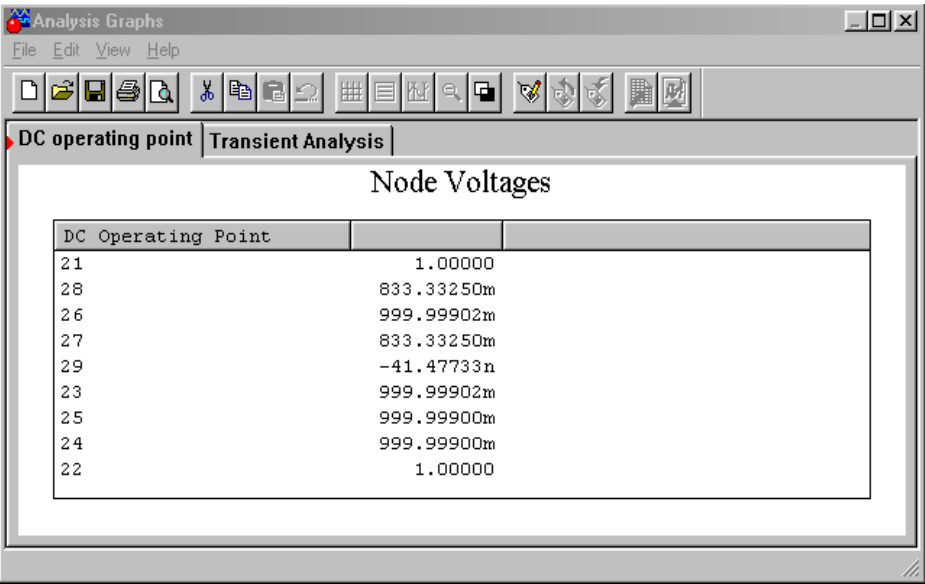 Analysis Graphs
File Edit View Help
DC operating point Transient Analysis
Node Voltages
DC Operating Point
21 1.00000
28 833.33250m
26 999.99902m
27 833.33250m
29 -41.47733n
23 999.99902m
25 999.99900m
24 999.99900m
22 1.00000